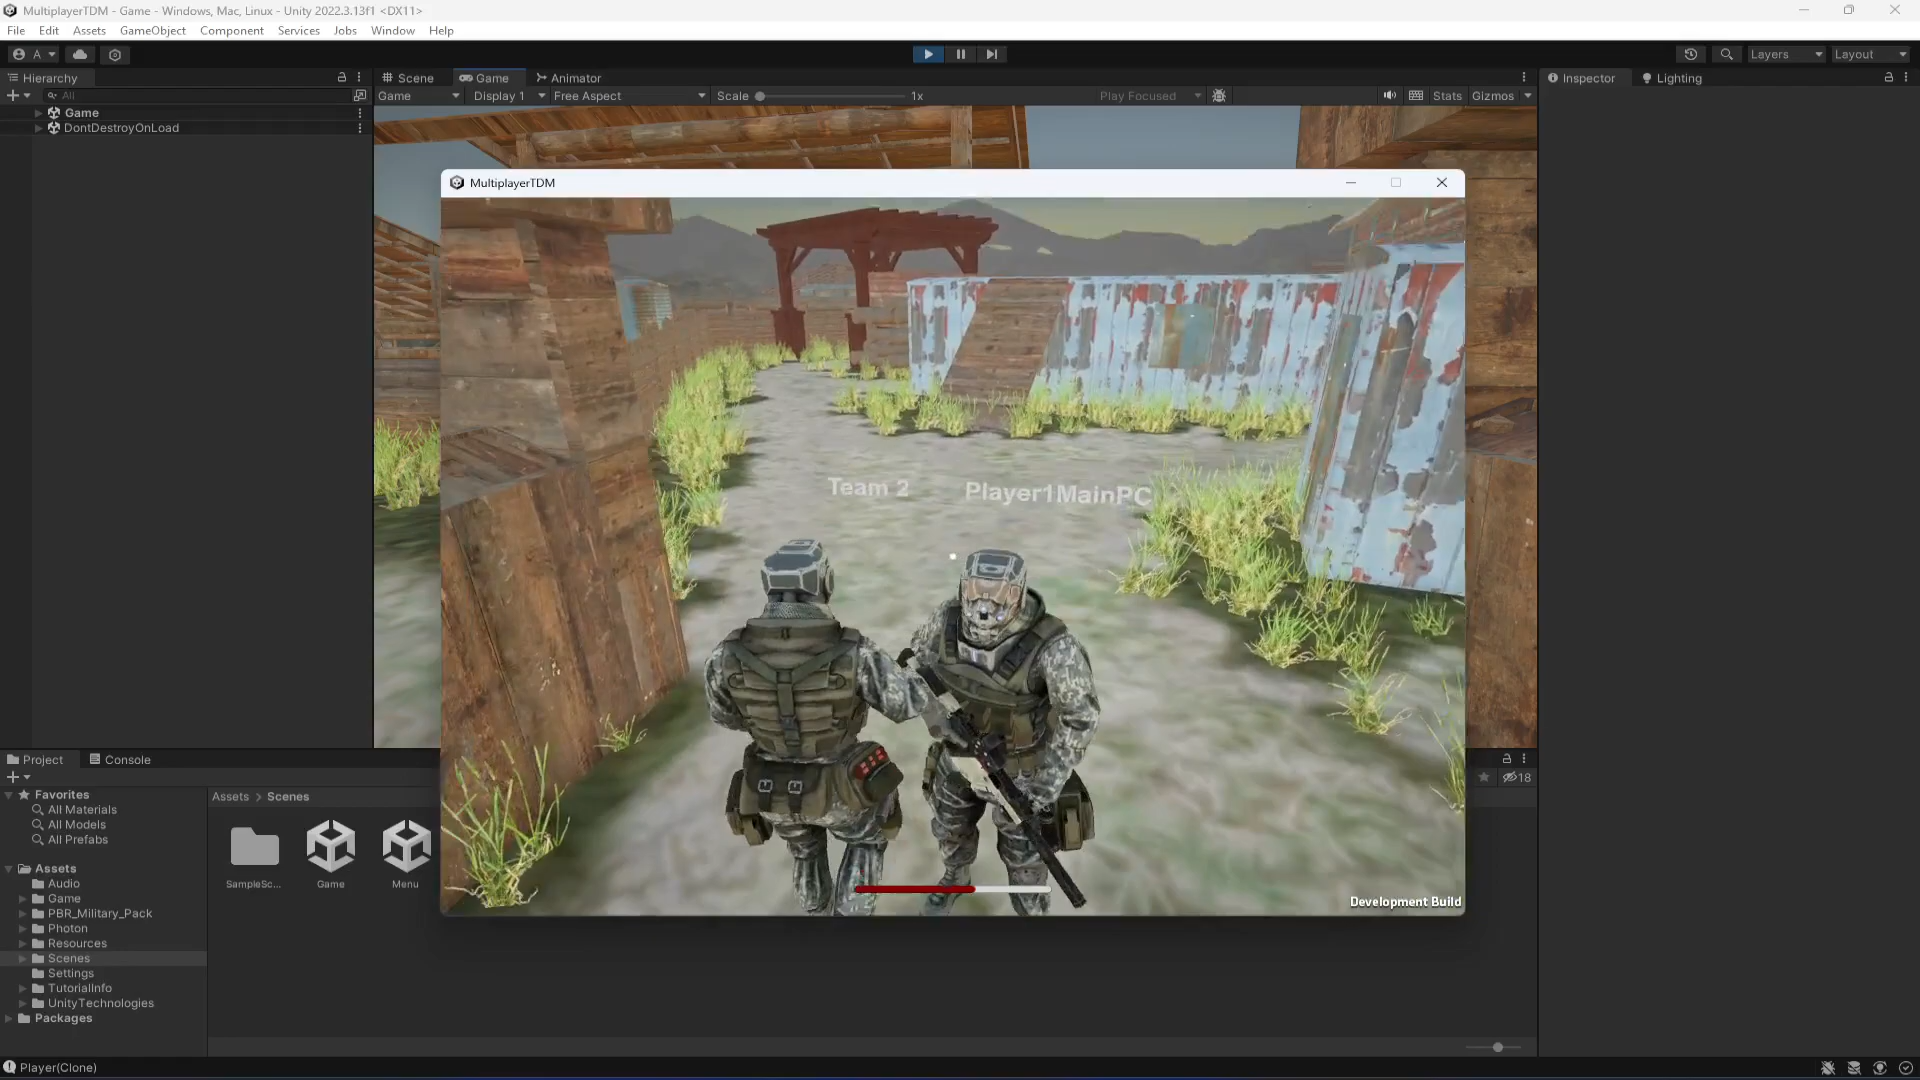 MultiplayerTDM - Game - Windows, Mac, Linux - Unity 2022.3.13f1 <DX11>
File Edit Assets GameObject Component Services Jobs Window Help
A
Layers
Layout
Hierarchy
Scene
Game
Animator
Inspector
Lighting
All
Game
Display 1
Free Aspect
Scale
1x
Play Focused
Stats
Gizmos
Game
DontDestroyOnLoad
MultiplayerTDM
Team 2
Player1MainPC
Development Build
Project
Console
18
Favorites
All Materials
All Models
All Prefabs
Assets
Audio
Game
PBR_Military_Pack
Photon
Resources
Scenes
Settings
TutorialInfo
UnityTechnologies
Packages
Assets > Scenes
SampleSc...
Game
Menu
Player(Clone)